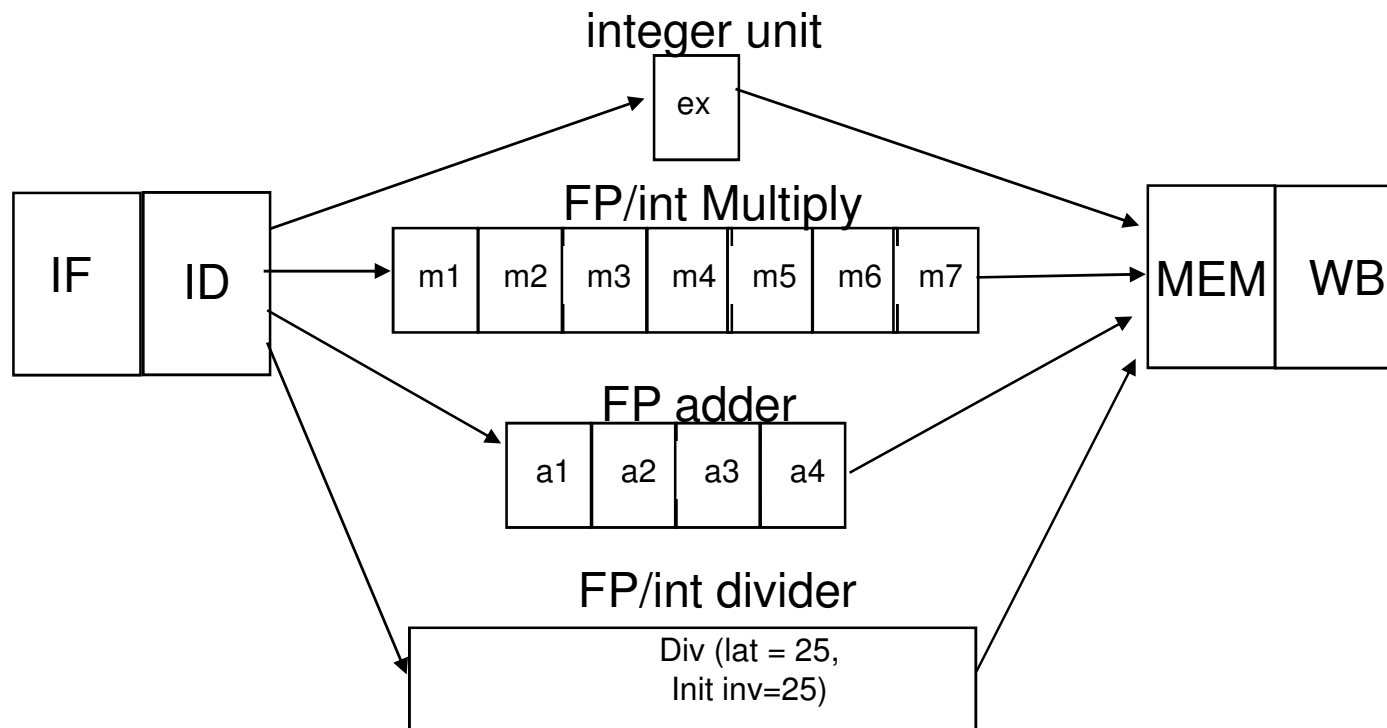 integer unit
ex
FP/int Multiply
IF ID
m1 m2 m3 m4 m5 m6 m7
MEM WB
FP adder
a1 a2 a3 a4
FP/int divider
Div (lat = 25,
Init inv=25)